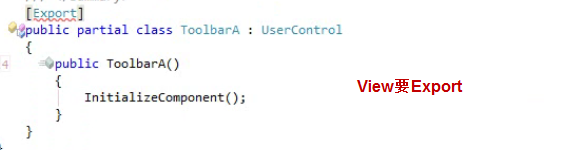 [Export]
public partial class ToolbarA : UserControl
{
4 public ToolbarA()
{
InitializeComponent();
}
}
View要Export